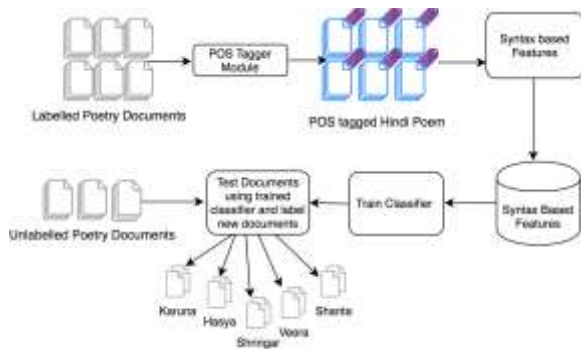 Labelled Poetry Documents
POS Tagger
Module
POS tagged Hindi Poem
Syntax based
Features
Unlabelled Poetry Documents
Test Documents
using trained
classifier and label
new documents
Train Classifier
Syntax Based
Features
Karuna
Hasya
Shringar
Veera
Shanta